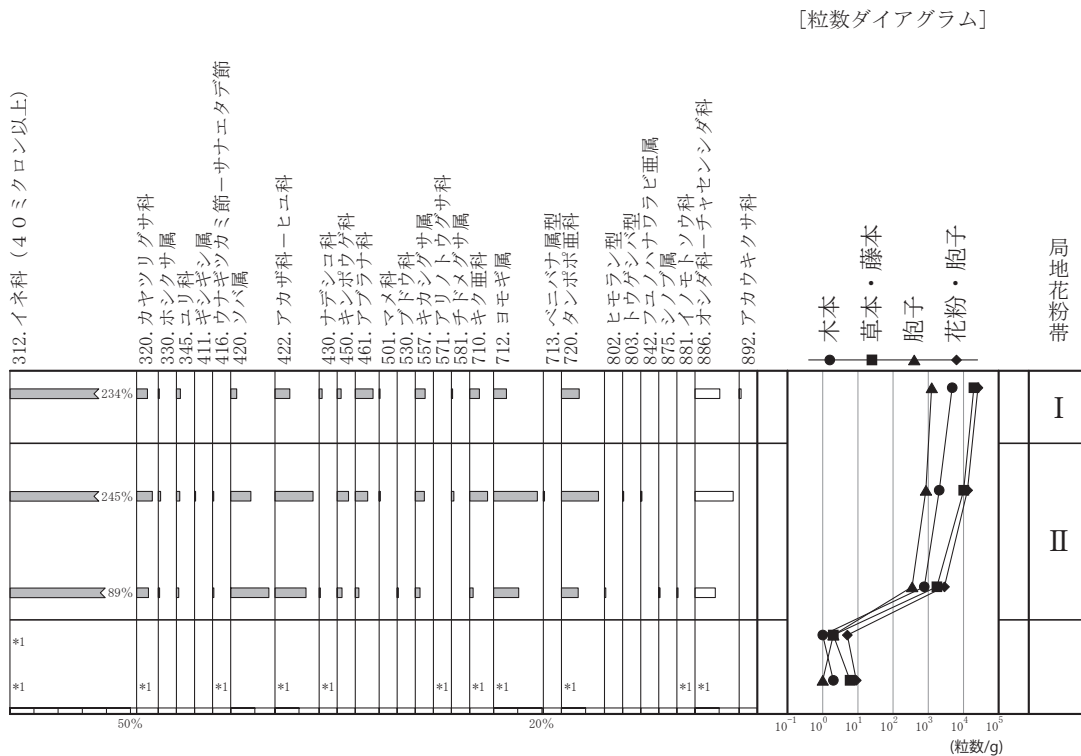 [粒数ダイアグラム]
312. イネ科（４０ミクロン以上）
320. カヤツリグサ科
330. ホシクサ属
345. ユリ科
411. ギシギシ属
416. ウナギツカミ節－サナエタデ節
420. ソバ属
422. アカザ科－ヒユ科
430. ナデシコ科
450. キンポウゲ科
461. アブラナ科
501. マメ科
530. ブドウ科
557. キカシグサ属
571. アリノトウグサ科
581. チドメグサ属
710. キク亜科
712. ヨモギ属
713. ベニバナ属型
720. タンポポ亜科
802. ヒモラン型
803. トウゲシバ型
842. フユノハナワラビ亜属
875. シノブ属
881. イノモトソウ科
886. オシダ科－チャセンシダ科
892. アカウキクサ科
木本
草本・藤本
胞子
花粉・胞子
局地花粉帯
234%
I
245%
II
89%
*1
*1 *1 *1 *1 *1 *1 *1 *1 *1 *1 *1
50% 20%
10⁻¹ 10⁰ 10¹ 10² 10³ 10⁴ 10⁵
(粒数/g)